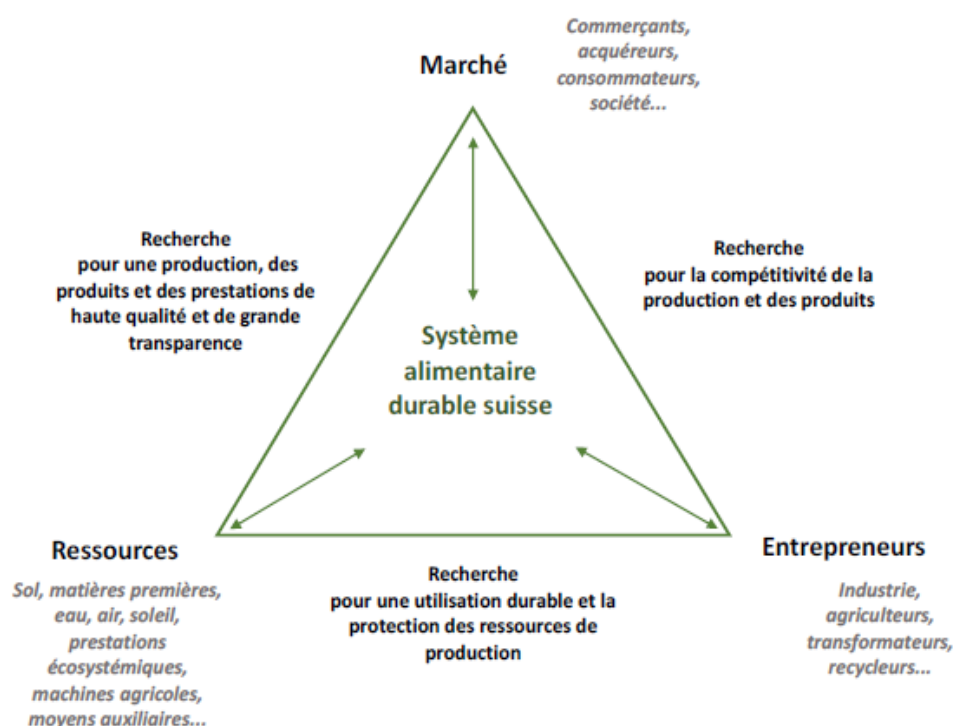 Marché
Commerçants,
acquéreurs,
consommateurs,
société...
Recherche
pour une production, des
produits et des prestations de
haute qualité et de grande
transparence
Recherche
pour la compétitivité de la
production et des produits
Système
alimentaire
durable suisse
Ressources
Sol, matières premières,
eau, air, soleil,
prestations
écosystémiques,
machines agricoles,
moyens auxiliaires...
Recherche
pour une utilisation durable et la
protection des ressources de
production
Entrepreneurs
Industrie,
agriculteurs,
transformateurs,
recycleurs...